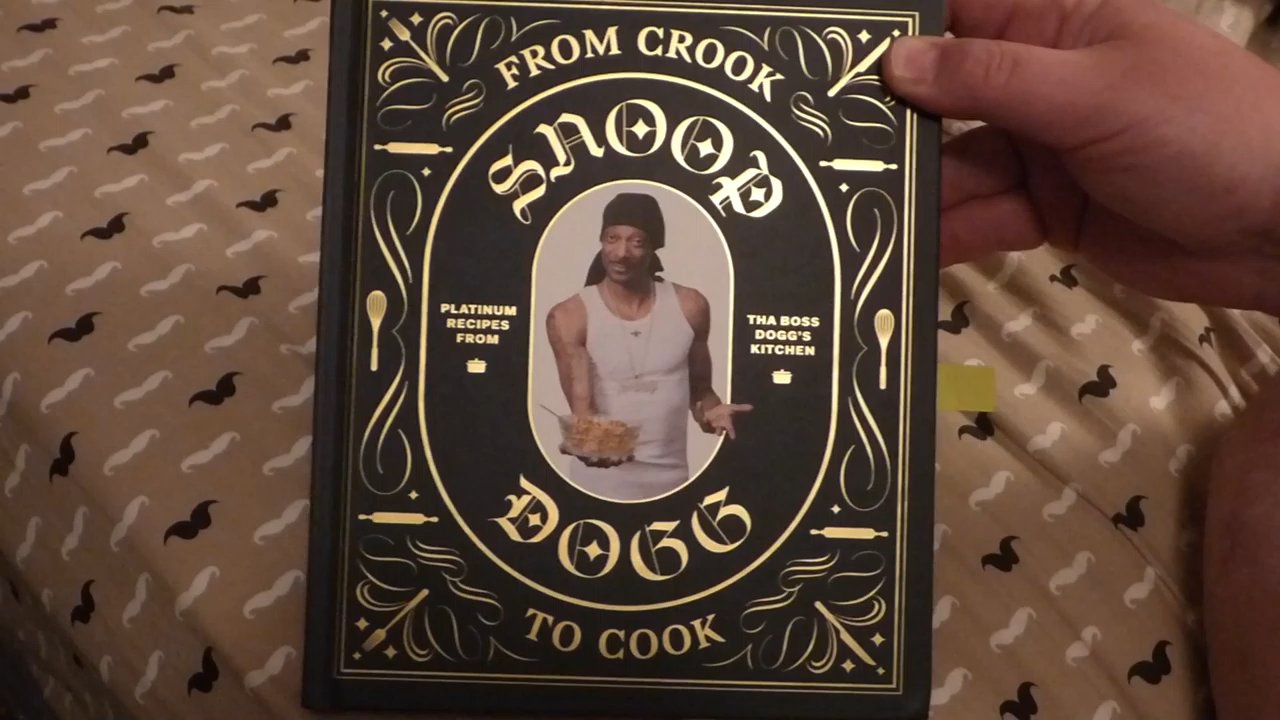 FROM CROOK
SNOOP
PLATINUM
RECIPES
FROM
THA BOSS
DOGG'S
KITCHEN
DOGG
TO COOK